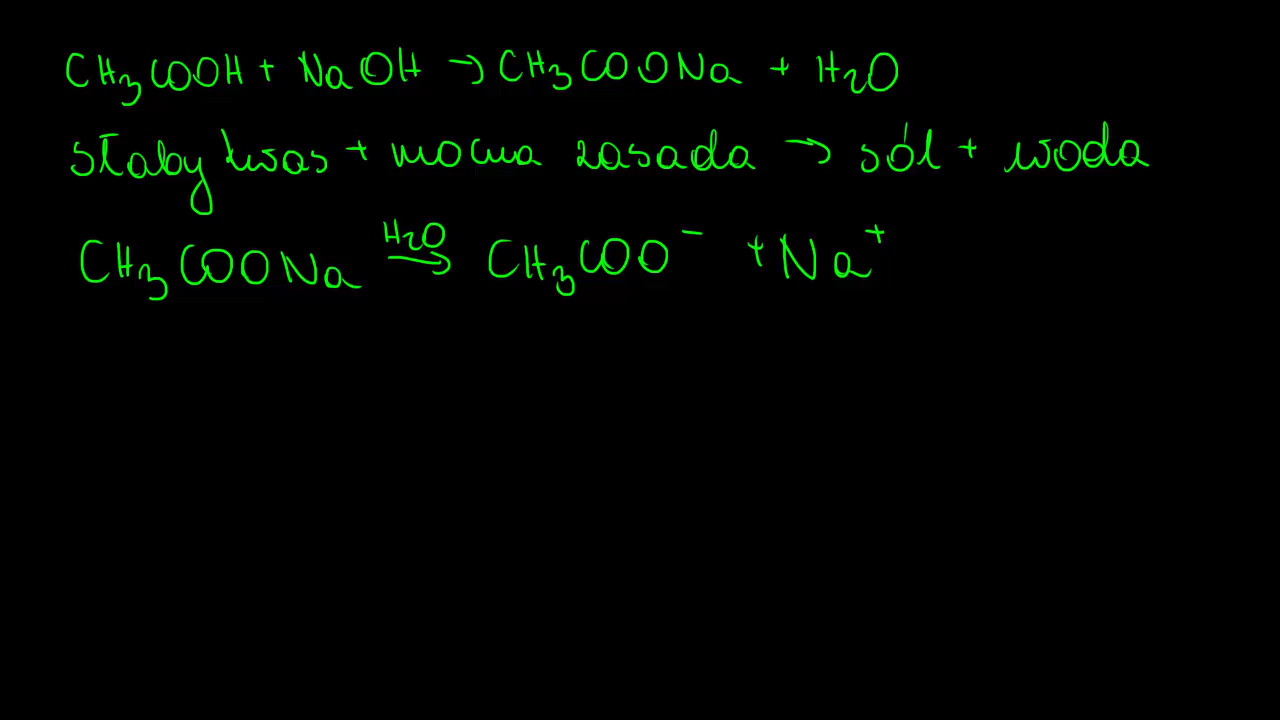 CH₃COOH + NaOH → CH₃COONa + H₂O
słaby kwas + mocna zasada → sól + woda
CH₃COONa H₂O→ CH₃COO⁻ + Na⁺